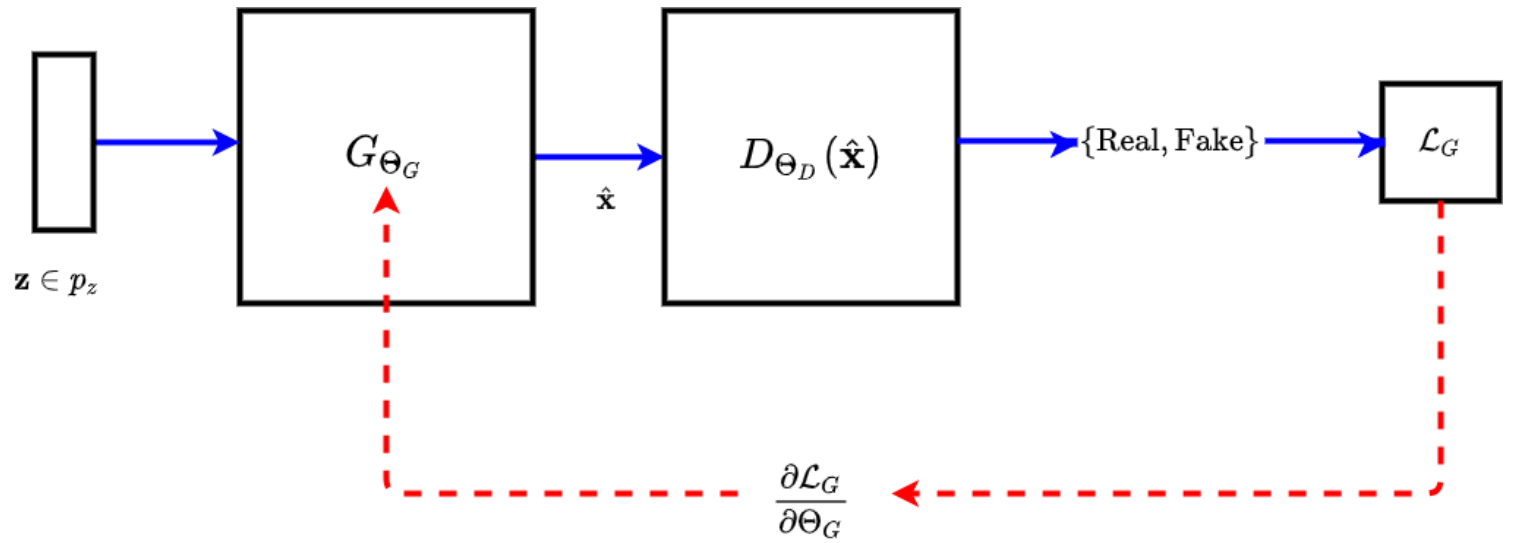 G_{Θ_G}
D_{Θ_D}(x̂)
{Real, Fake}
ℒ_G
x̂
z ∈ p_z
∂ℒ_G
∂Θ_G